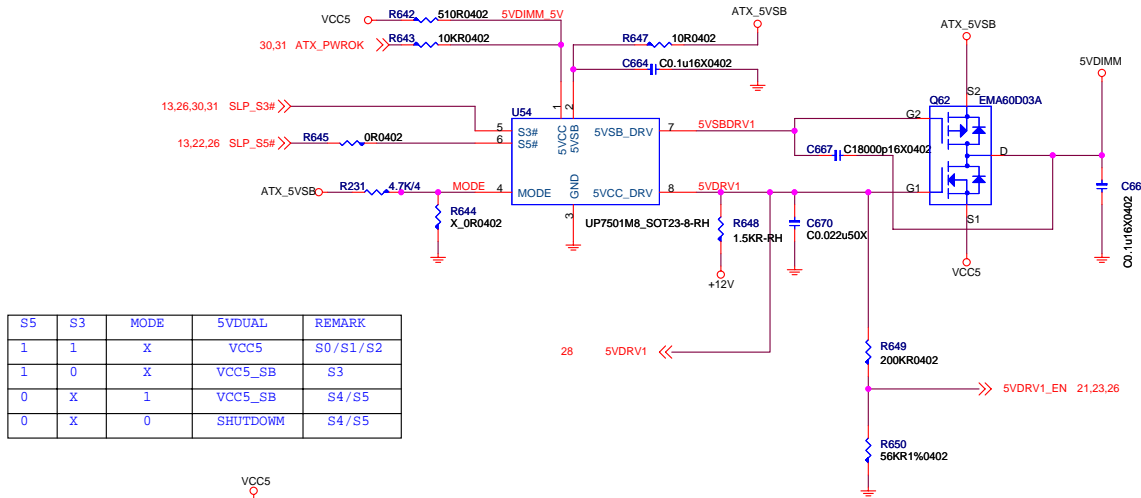 VCC5
R642
510R0402
5VDIMM_5V
30,31 ATX_PWROK
R643
10KR0402
R647
10R0402
ATX_5VSB
C664
C0.1u16X0402
ATX_5VSB
5VDIMM
13,26,30,31 SLP_S3#
13,22,26 SLP_S5#
R645
0R0402
1
2
U54
5
6
S3#
S5#
5VCC
5VSB
5VSB_DRV
7
5VSBDRV1
C667
C18000p16X0402
Q62
EMA60D03A
S2
G2
D
G1
S1
VCC5
C66
C0.1u16X0402
ATX_5VSB
R231
4.7K/4
MODE
4
MODE
GND
5VCC_DRV
8
5VDRV1
3
R644
X_0R0402
UP7501M8_SOT23-8-RH
R648
1.5KR-RH
+12V
C670
C0.022u50X
28 5VDRV1
R649
200KR0402
5VDRV1_EN 21,23,26
R650
56KR1%0402
S5 S3 MODE 5VDUAL REMARK
1 1 X VCC5 S0/S1/S2
1 0 X VCC5_SB S3
0 X 1 VCC5_SB S4/S5
0 X 0 SHUTDOWM S4/S5
VCC5